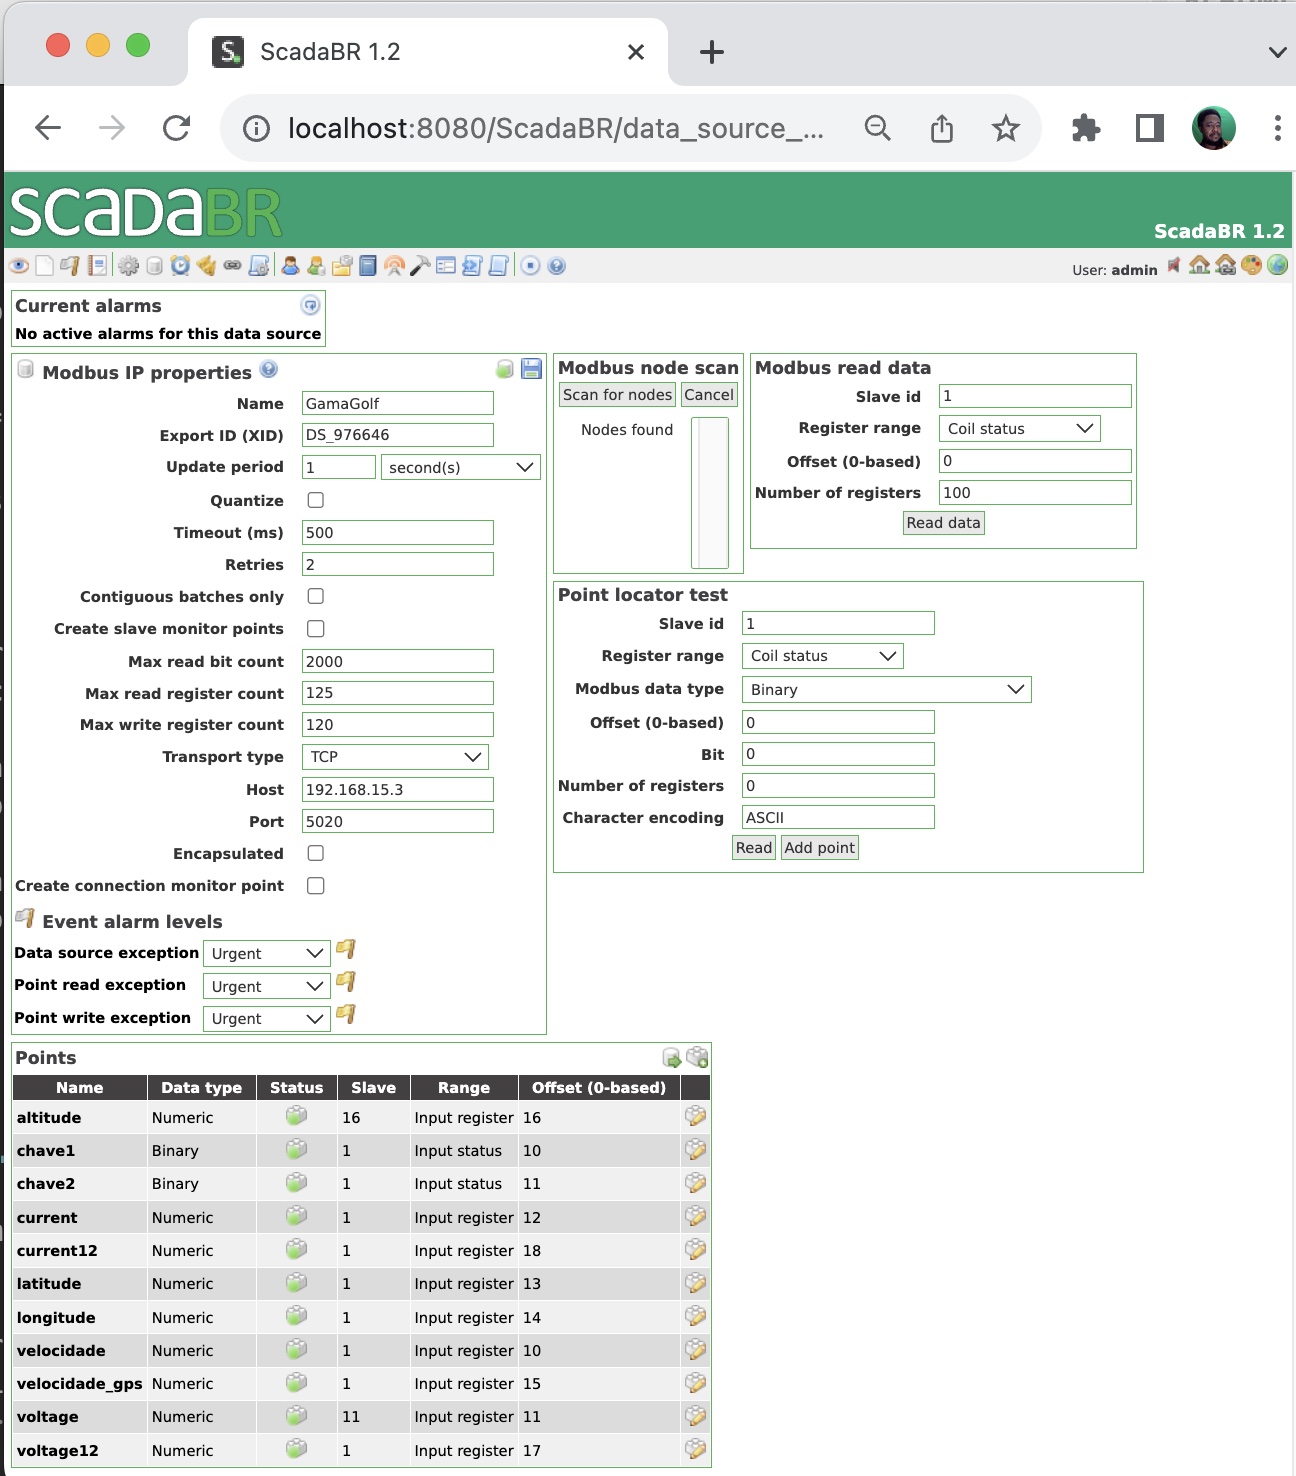 ScadaBR 1.2
localhost:8080/ScadaBR/data_source_...
SCADABR
ScadaBR 1.2
User: admin
Current alarms
No active alarms for this data source
Modbus IP properties
Name GamaGolf
Export ID (XID) DS_976646
Update period 1 second(s)
Quantize
Timeout (ms) 500
Retries 2
Contiguous batches only
Create slave monitor points
Max read bit count 2000
Max read register count 125
Max write register count 120
Transport type TCP
Host 192.168.15.3
Port 5020
Encapsulated
Create connection monitor point
Event alarm levels
Data source exception Urgent
Point read exception Urgent
Point write exception Urgent
Modbus node scan
Scan for nodes Cancel
Nodes found
Modbus read data
Slave id 1
Register range Coil status
Offset (0-based) 0
Number of registers 100
Read data
Point locator test
Slave id 1
Register range Coil status
Modbus data type Binary
Offset (0-based) 0
Bit 0
Number of registers 0
Character encoding ASCII
Read Add point
Points
Name Data type Status Slave Range Offset (0-based)
altitude Numeric 16 Input register 16
chave1 Binary 1 Input status 10
chave2 Binary 1 Input status 11
current Numeric 1 Input register 12
current12 Numeric 1 Input register 18
latitude Numeric 1 Input register 13
longitude Numeric 1 Input register 14
velocidade Numeric 1 Input register 10
velocidade_gps Numeric 1 Input register 15
voltage Numeric 11 Input register 11
voltage12 Numeric 1 Input register 17